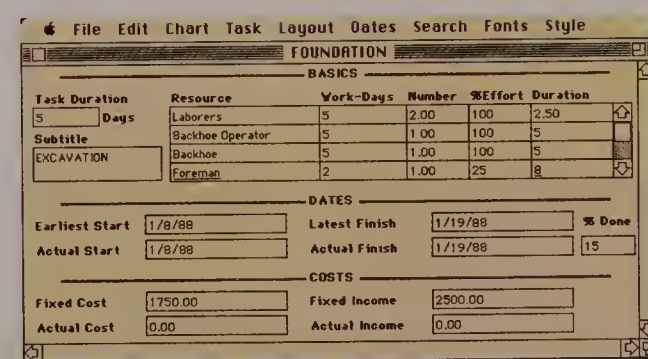 File Edit Chart Task Layout Dates Search Fonts Style
FOUNDATION
BASICS
Task Duration Resource Work-Days Number %Effort Duration
5 Days Laborers 5 2.00 100 2.50
Subtitle Backhoe Operator 5 1 00 100 5
EXCAVATION Backhoe 5 1.00 100 5
Foreman 2 1.00 25 8
DATES
Earliest Start 1/8/88 Latest Finish 1/19/88 % Done
Actual Start 1/8/88 Actual Finish 1/19/88 15
COSTS
Fixed Cost 1750.00 Fixed Income 2500.00
Actual Cost 0.00 Actual Income 0.00